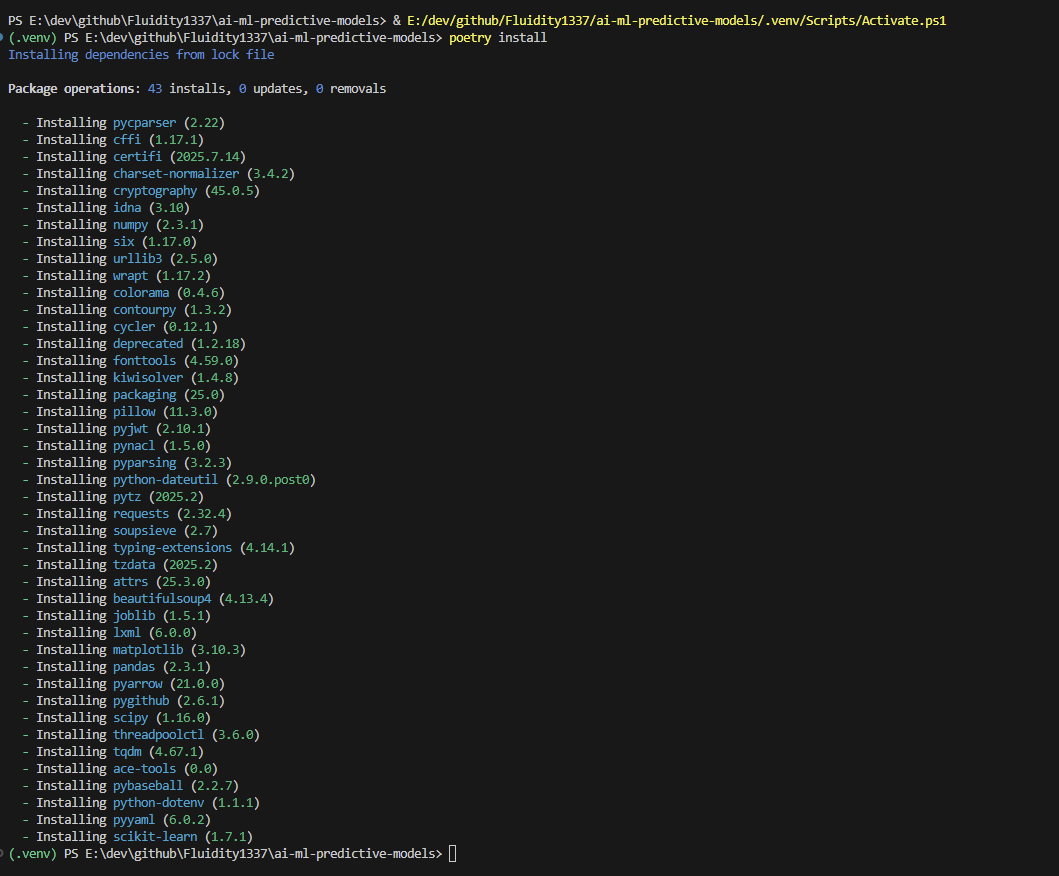 PS E:\dev\github\Fluidity1337\ai-ml-predictive-models> & E:/dev/github/Fluidity1337/ai-ml-predictive-models/.venv/Scripts/Activate.ps1
(.venv) PS E:\dev\github\Fluidity1337\ai-ml-predictive-models> poetry install
Installing dependencies from lock file
Package operations: 43 installs, 0 updates, 0 removals
- Installing pycparser (2.22)
- Installing cffi (1.17.1)
- Installing certifi (2025.7.14)
- Installing charset-normalizer (3.4.2)
- Installing cryptography (45.0.5)
- Installing idna (3.10)
- Installing numpy (2.3.1)
- Installing six (1.17.0)
- Installing urllib3 (2.5.0)
- Installing wrapt (1.17.2)
- Installing colorama (0.4.6)
- Installing contourpy (1.3.2)
- Installing cycler (0.12.1)
- Installing deprecated (1.2.18)
- Installing fonttools (4.59.0)
- Installing kiwisolver (1.4.8)
- Installing packaging (25.0)
- Installing pillow (11.3.0)
- Installing pyjwt (2.10.1)
- Installing pynacl (1.5.0)
- Installing pyparsing (3.2.3)
- Installing python-dateutil (2.9.0.post0)
- Installing pytz (2025.2)
- Installing requests (2.32.4)
- Installing soupsieve (2.7)
- Installing typing-extensions (4.14.1)
- Installing tzdata (2025.2)
- Installing attrs (25.3.0)
- Installing beautifulsoup4 (4.13.4)
- Installing joblib (1.5.1)
- Installing lxml (6.0.0)
- Installing matplotlib (3.10.3)
- Installing pandas (2.3.1)
- Installing pyarrow (21.0.0)
- Installing pygithub (2.6.1)
- Installing scipy (1.16.0)
- Installing threadpoolctl (3.6.0)
- Installing tqdm (4.67.1)
- Installing ace-tools (0.0)
- Installing pybaseball (2.2.7)
- Installing python-dotenv (1.1.1)
- Installing pyyaml (6.0.2)
- Installing scikit-learn (1.7.1)
(.venv) PS E:\dev\github\Fluidity1337\ai-ml-predictive-models>